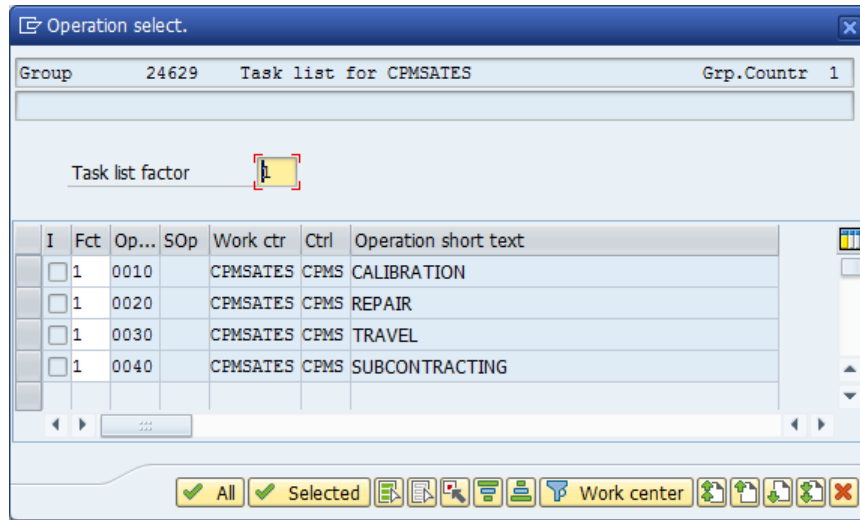 Operation select.
Group 24629 Task list for CPMSATES Grp.Countr 1
Task list factor 1
I Fct Op... SOp Work ctr Ctrl Operation short text
1 0010 CPMSATES CPMS CALIBRATION
1 0020 CPMSATES CPMS REPAIR
1 0030 CPMSATES CPMS TRAVEL
1 0040 CPMSATES CPMS SUBCONTRACTING
All Selected Work center